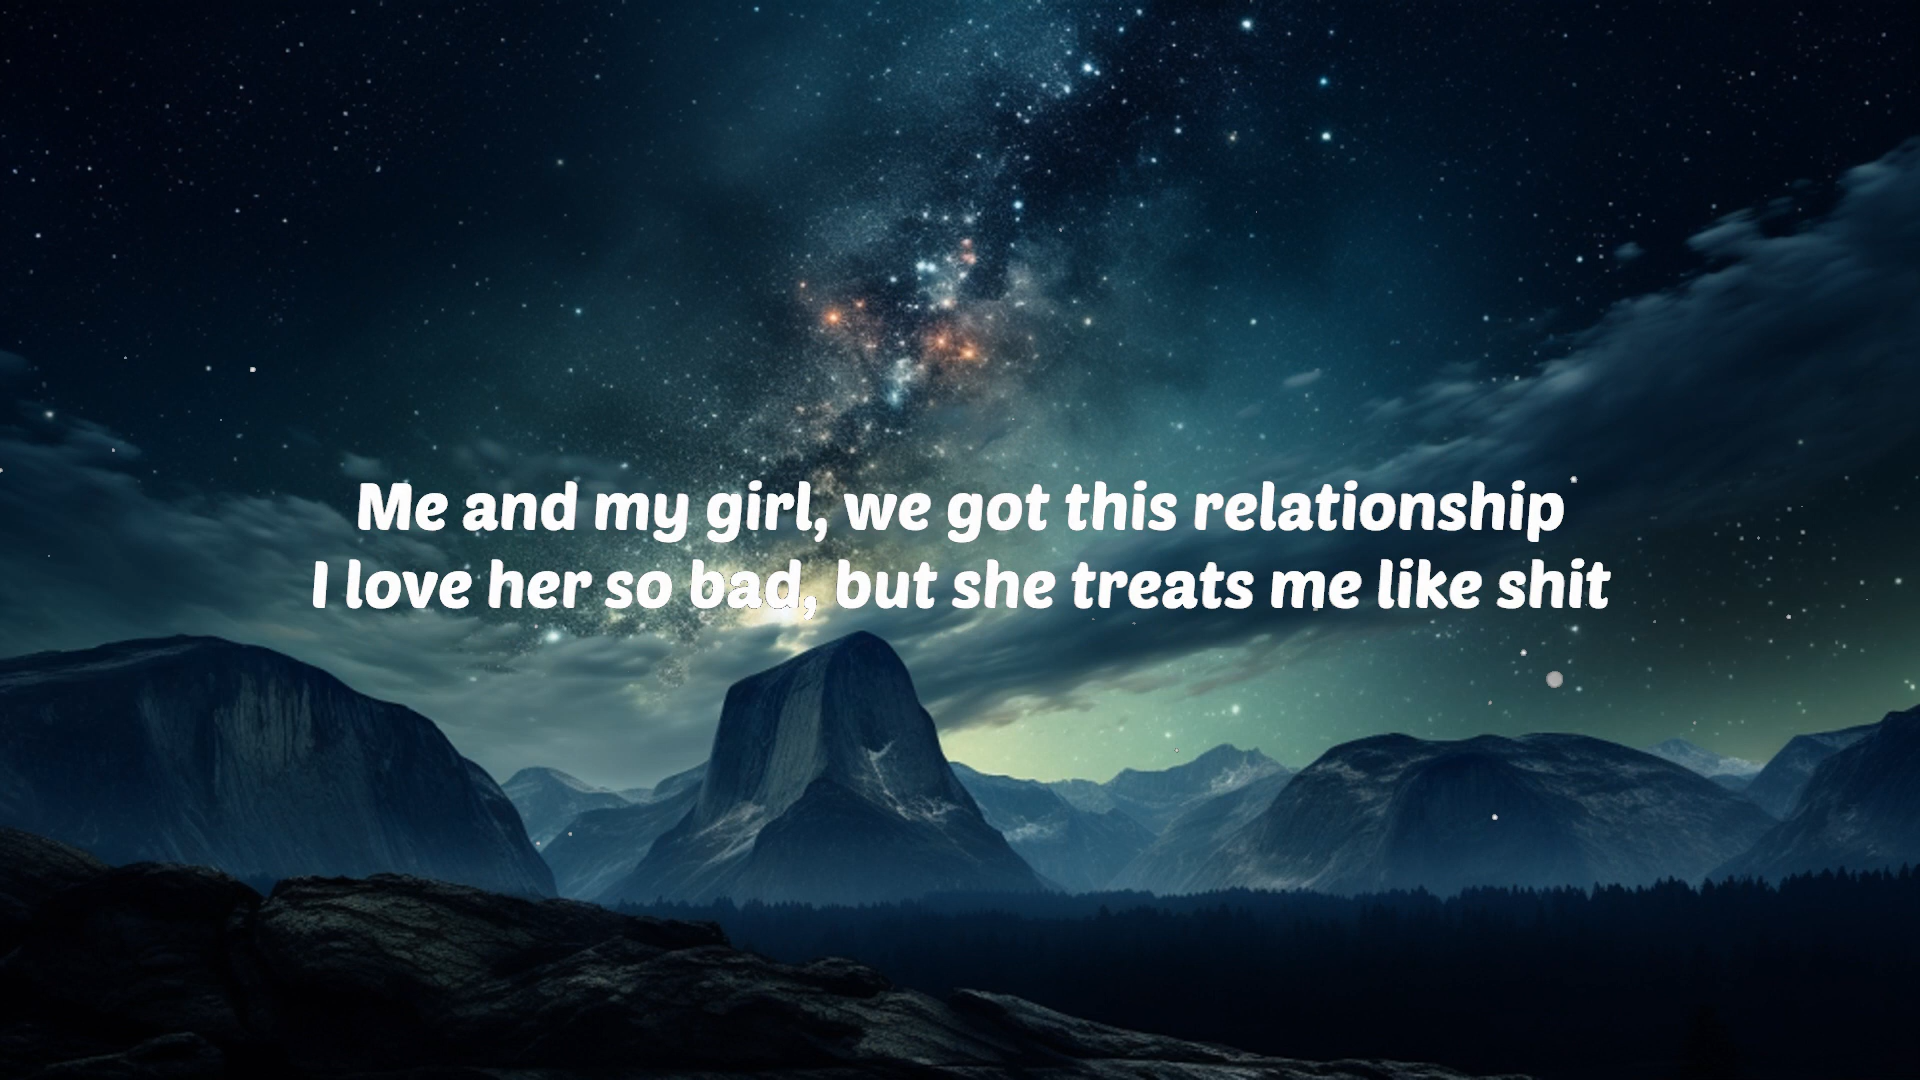 Me and my girl, we got this relationship
I love her so bad, but she treats me like shit